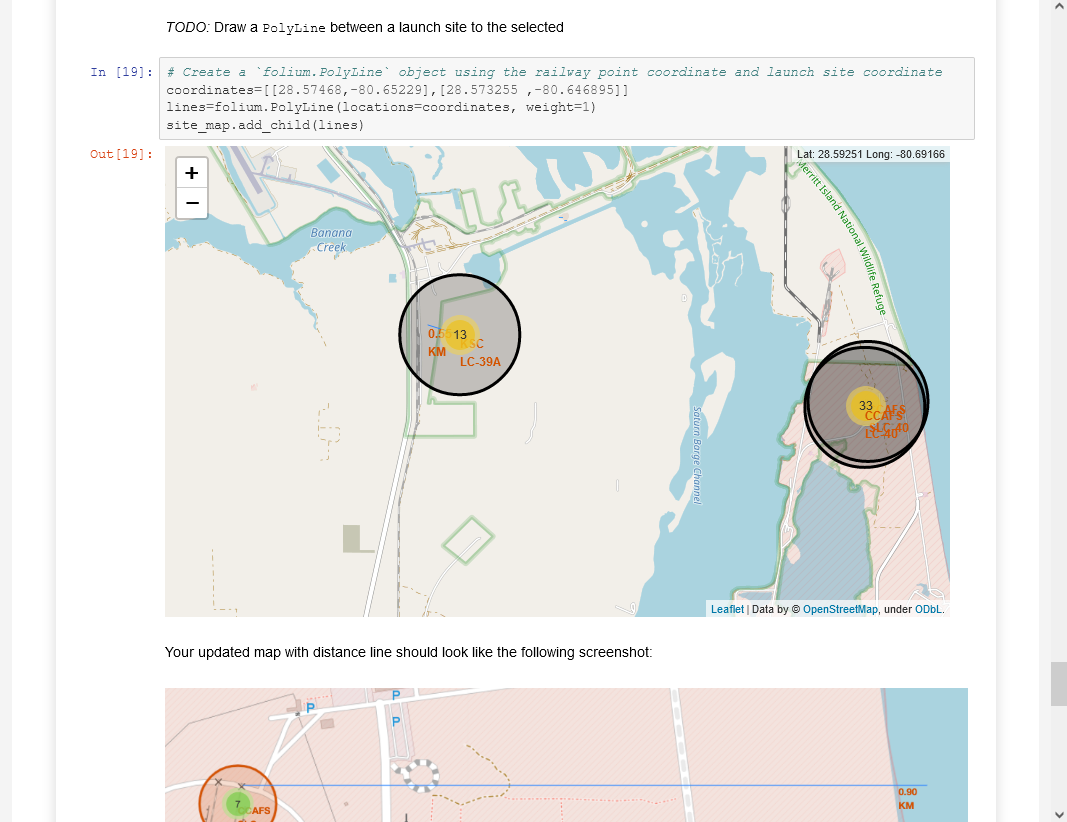 TODO: Draw a PolyLine between a launch site to the selected
In [19]:
# Create a `folium.PolyLine` object using the railway point coordinate and launch site coordinate
coordinates=[[28.57468,-80.65229],[28.573255 ,-80.646895]]
lines=folium.PolyLine(locations=coordinates, weight=1)
site_map.add_child(lines)
Out[19]:
+
−
Lat: 28.59251 Long: -80.69166
Merritt Island National Wildlife Refuge
Banana
Creek
13
KM
KSC
LC-39A
33
CCAFS
SLC-40
LC-40
Saturn Barge Channel
Leaflet | Data by © OpenStreetMap, under ODbL.
Your updated map with distance line should look like the following screenshot:
P
P
P
7
CCAFS
0.90
KM